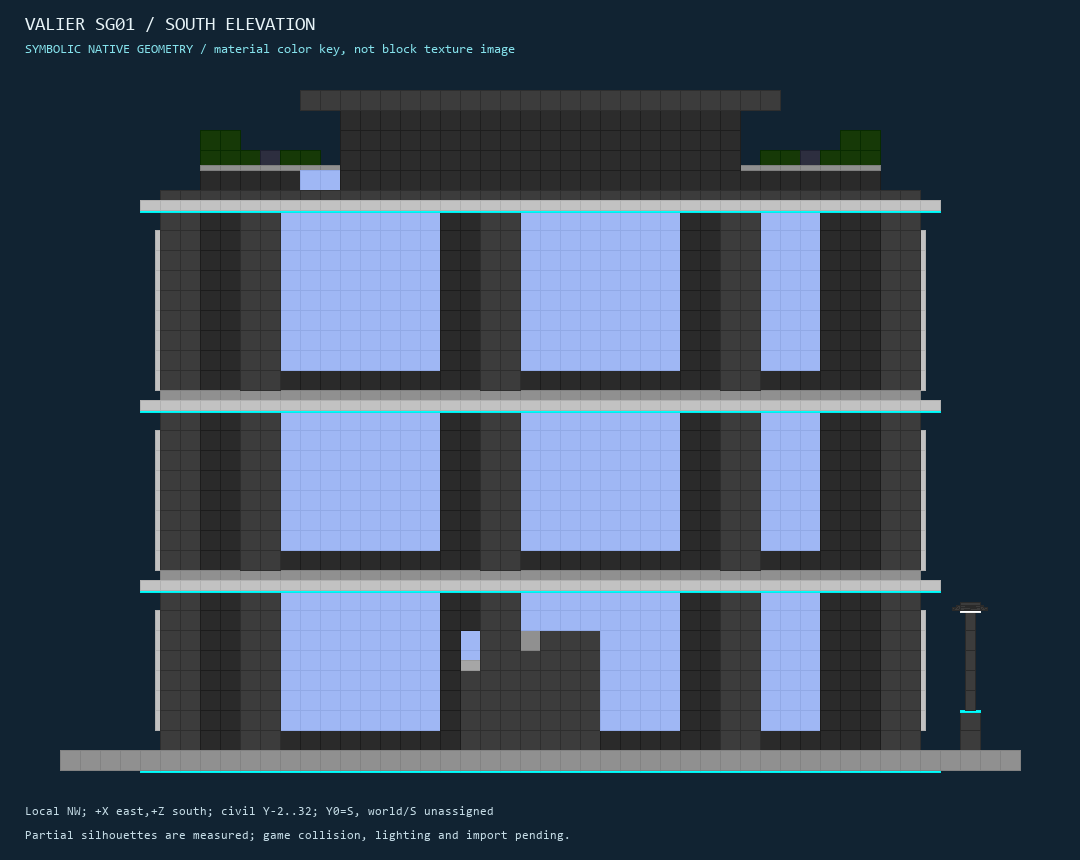 VALIER SG01 / SOUTH ELEVATION
SYMBOLIC NATIVE GEOMETRY / material color key, not block texture image
Local NW; +X east,+Z south; civil Y-2..32; Y0=S, world/S unassigned
Partial silhouettes are measured; game collision, lighting and import pending.